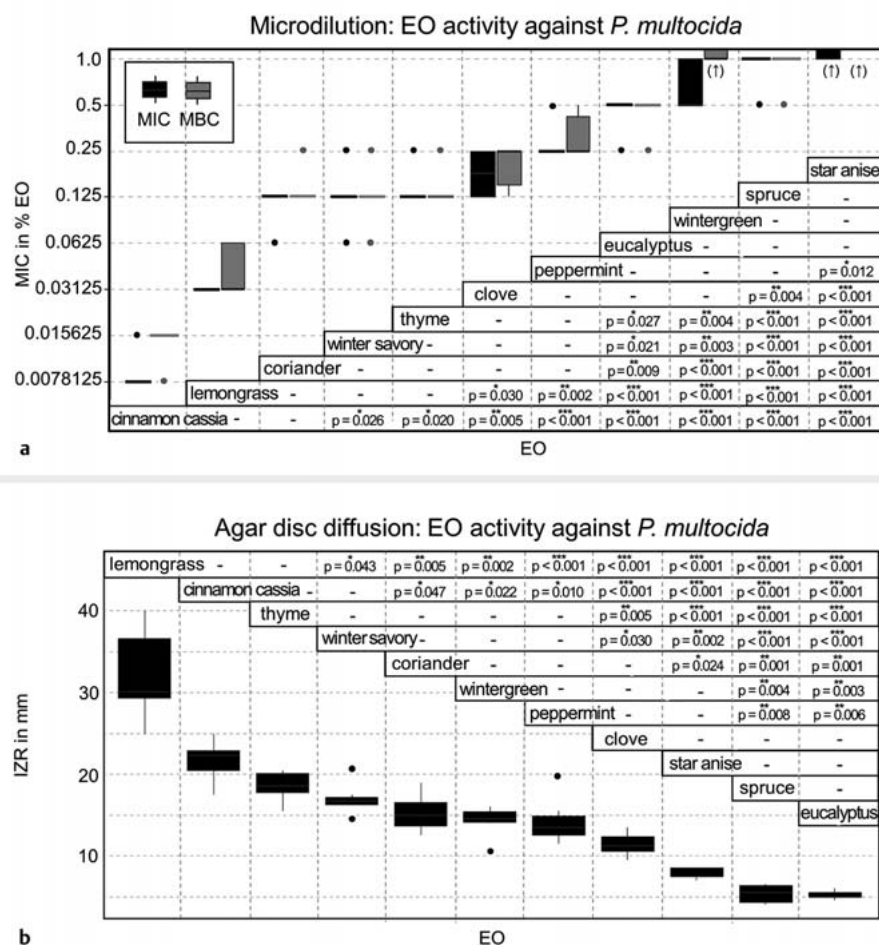 Microdilution: EO activity against P. multocida
1.0
(↑) (↑) (↑)
MIC MBC
0.5
0.25
star anise
0.125
spruce -
wintergreen - -
0.0625
eucalyptus - - -
*
peppermint - - - p = 0.012
0.03125
** ***
clove - - - p = 0.004 p < 0.001
* ** *** ***
thyme - - p = 0.027 p = 0.004 p < 0.001 p < 0.001
0.015625
* ** *** ***
winter savory - - - p = 0.021 p = 0.003 p < 0.001 p < 0.001
** *** *** ***
coriander - - - - p = 0.009 p < 0.001 p < 0.001 p < 0.001
0.0078125
* ** *** *** *** ***
lemongrass - - - p = 0.030 p = 0.002 p < 0.001 p < 0.001 p < 0.001 p < 0.001
* * ** *** *** *** *** ***
cinnamon cassia - - p = 0.026 p = 0.020 p = 0.005 p < 0.001 p < 0.001 p < 0.001 p < 0.001 p < 0.001
MIC in % EO
a
EO
Agar disc diffusion: EO activity against P. multocida
* ** ** *** *** *** *** ***
lemongrass - - p = 0.043 p = 0.005 p = 0.002 p < 0.001 p < 0.001 p < 0.001 p < 0.001 p < 0.001
* * * *** *** *** ***
cinnamon cassia - - p = 0.047 p = 0.022 p = 0.010 p < 0.001 p < 0.001 p < 0.001 p < 0.001
40
** *** *** ***
thyme - - - - p = 0.005 p < 0.001 p < 0.001 p < 0.001
* ** *** ***
winter savory - - - p = 0.030 p = 0.002 p < 0.001 p < 0.001
* ** **
coriander - - - p = 0.024 p = 0.001 p = 0.001
30
** **
wintergreen - - - p = 0.004 p = 0.003
** **
peppermint - - p = 0.008 p = 0.006
clove - - -
star anise - -
20
spruce -
eucalyptus
10
IZR in mm
b
EO